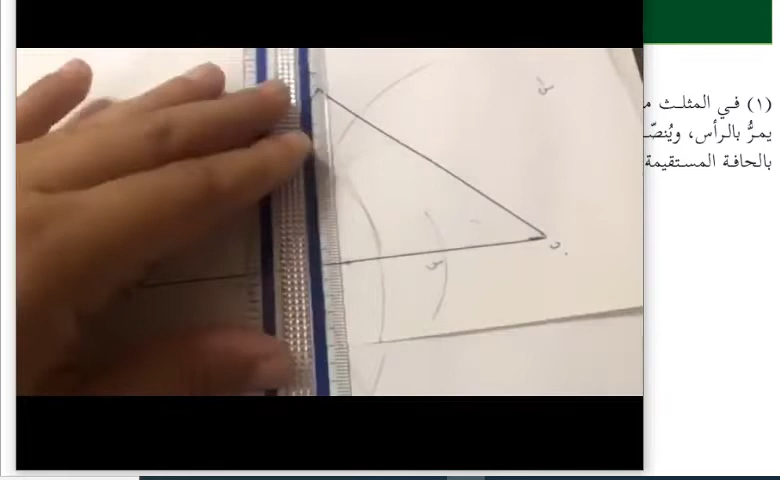 (١) في المثلث
يمرُّ بالرأس، ويُنصّـ
بالحافة المستقيمة